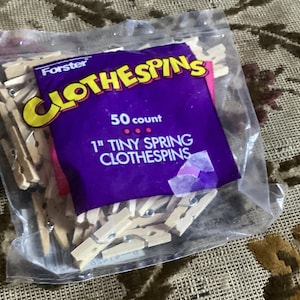 Forster
CLOTHESPINS
50 count
1" TINY SPRING
CLOTHESPINS